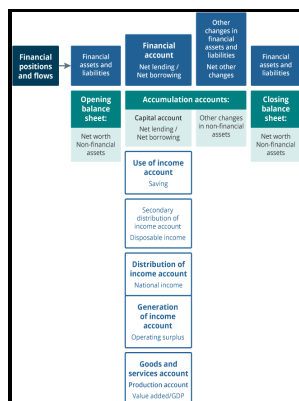 Financial
positions
and flows
Financial
assets and
liabilities
Financial
account
Net lending /
Net borrowing
Other
changes in
financial
assets and
liabilities
Net other
changes
Financial
assets and
liabilities
Opening
balance
sheet:
Net worth
Non-financial
assets
Accumulation accounts:
Capital account
Net lending /
Net borrowing
Other changes
in non-financial
assets
Closing
balance
sheet:
Net worth
Non-financial
assets
Use of income
account
Saving
Secondary
distribution of
income account
Disposable income
Distribution of
income account
National income
Generation
of income
account
Operating surplus
Goods and
services account
Production account
Value added/GDP